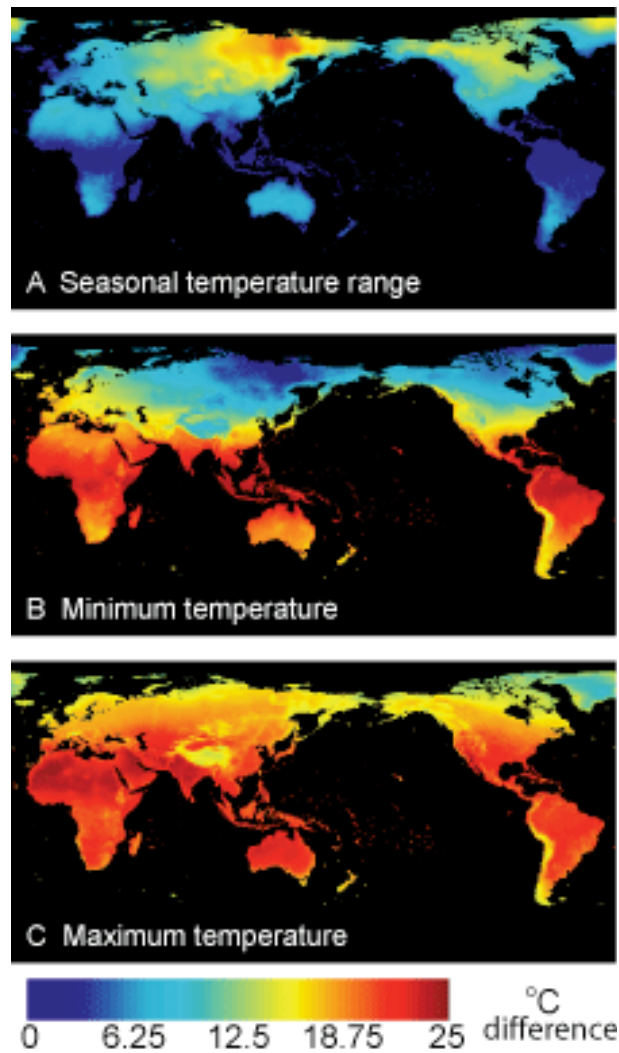 A Seasonal temperature range
B Minimum temperature
C Maximum temperature
0 6.25 12.5 18.75 25
°C
difference